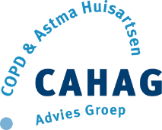 COPD & Astma Huisartsen
CAHAG
Advies Groep